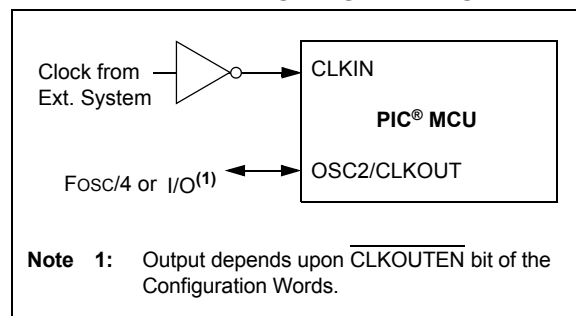 Clock from
Ext. System
CLKIN
PIC® MCU
FOSC/4 or I/O(1)
OSC2/CLKOUT
Note 1: Output depends upon CLKOUTEN bit of the
Configuration Words.